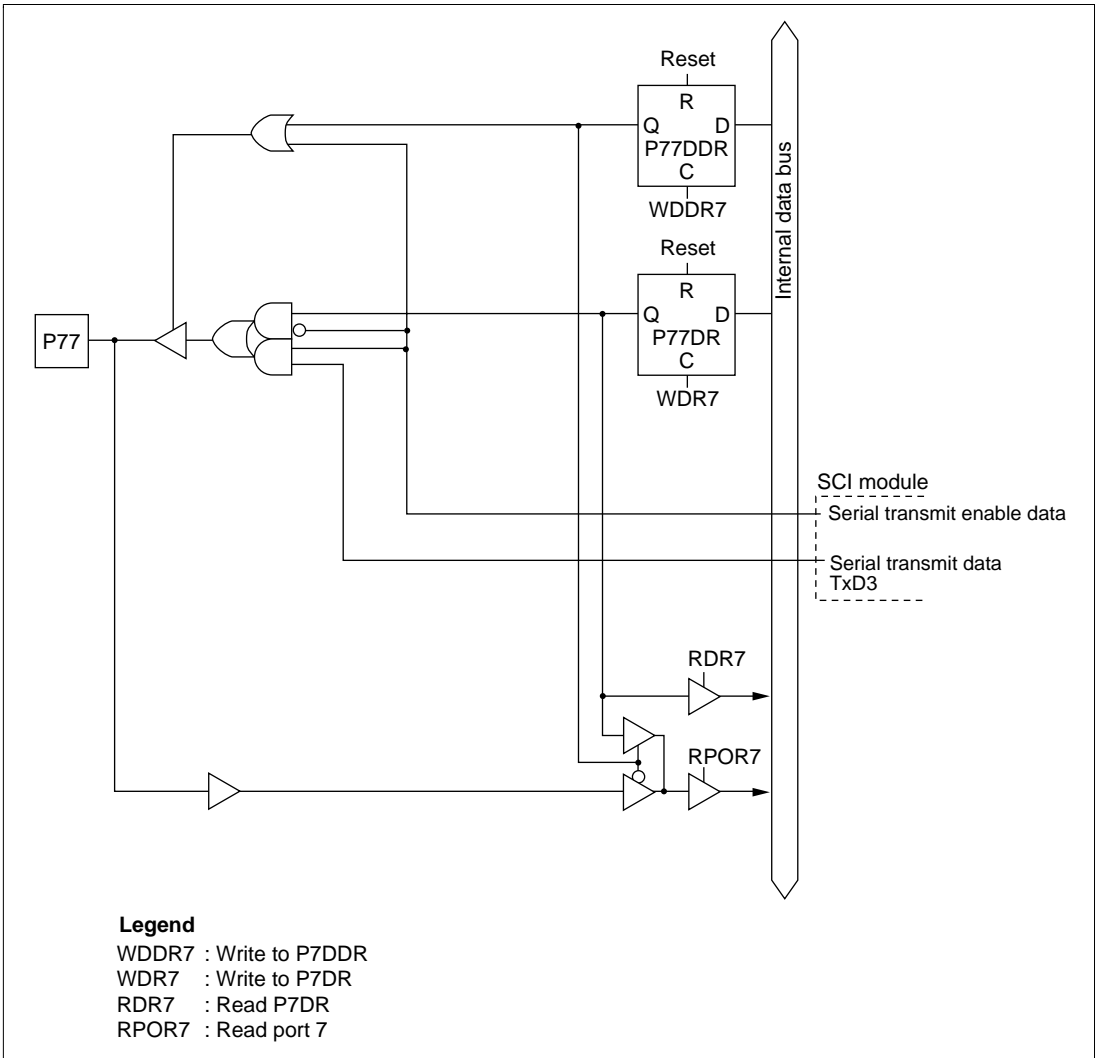 Reset
R
Q D
P77DDR
C
WDDR7
Internal data bus
Reset
R
Q D
P77DR
C
WDR7
P77
SCI module
Serial transmit enable data
Serial transmit data
TxD3
RDR7
RPOR7
Legend
WDDR7 : Write to P7DDR
WDR7 : Write to P7DR
RDR7 : Read P7DR
RPOR7 : Read port 7